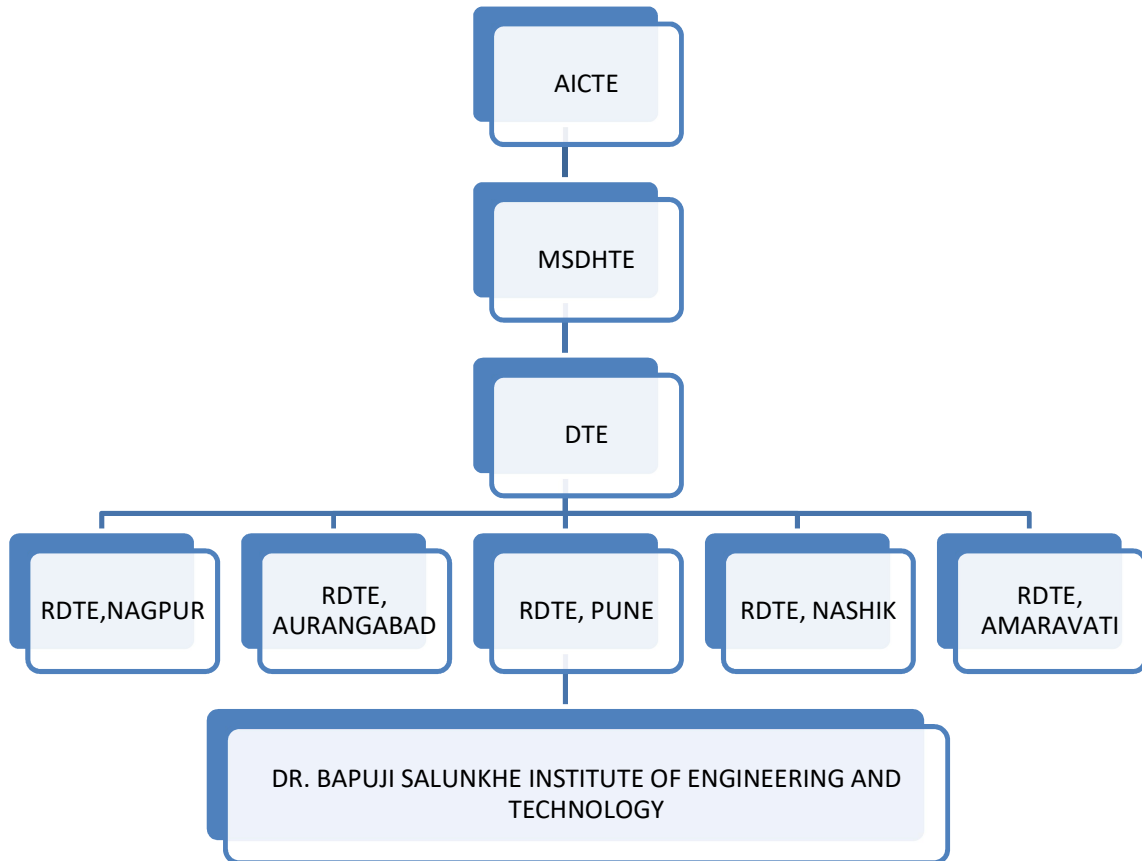 AICTE
MSDHTE
DTE
RDTE,NAGPUR
RDTE,
AURANGABAD
RDTE, PUNE
RDTE, NASHIK
RDTE,
AMARAVATI
DR. BAPUJI SALUNKHE INSTITUTE OF ENGINEERING AND
TECHNOLOGY